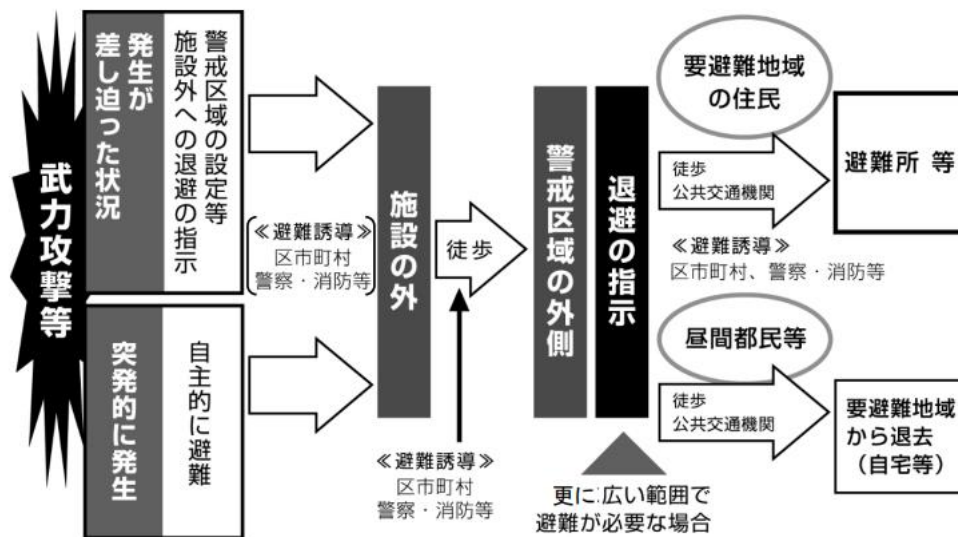 武力攻撃等
発生が
差し迫った状況
警戒区域の設定等
施設外への退避の指示
≪避難誘導≫
区市町村
警察・消防等
突発的に発生
自主的に避難
施設の外
徒歩
≪避難誘導≫
区市町村
警察・消防等
警戒区域の外側
退避の指示
更に広い範囲で
避難が必要な場合
要避難地域
の住民
徒歩
公共交通機関
≪避難誘導≫
区市町村、警察・消防等
避難所 等
昼間都民等
徒歩
公共交通機関
要避難地域
から退去
（自宅等）